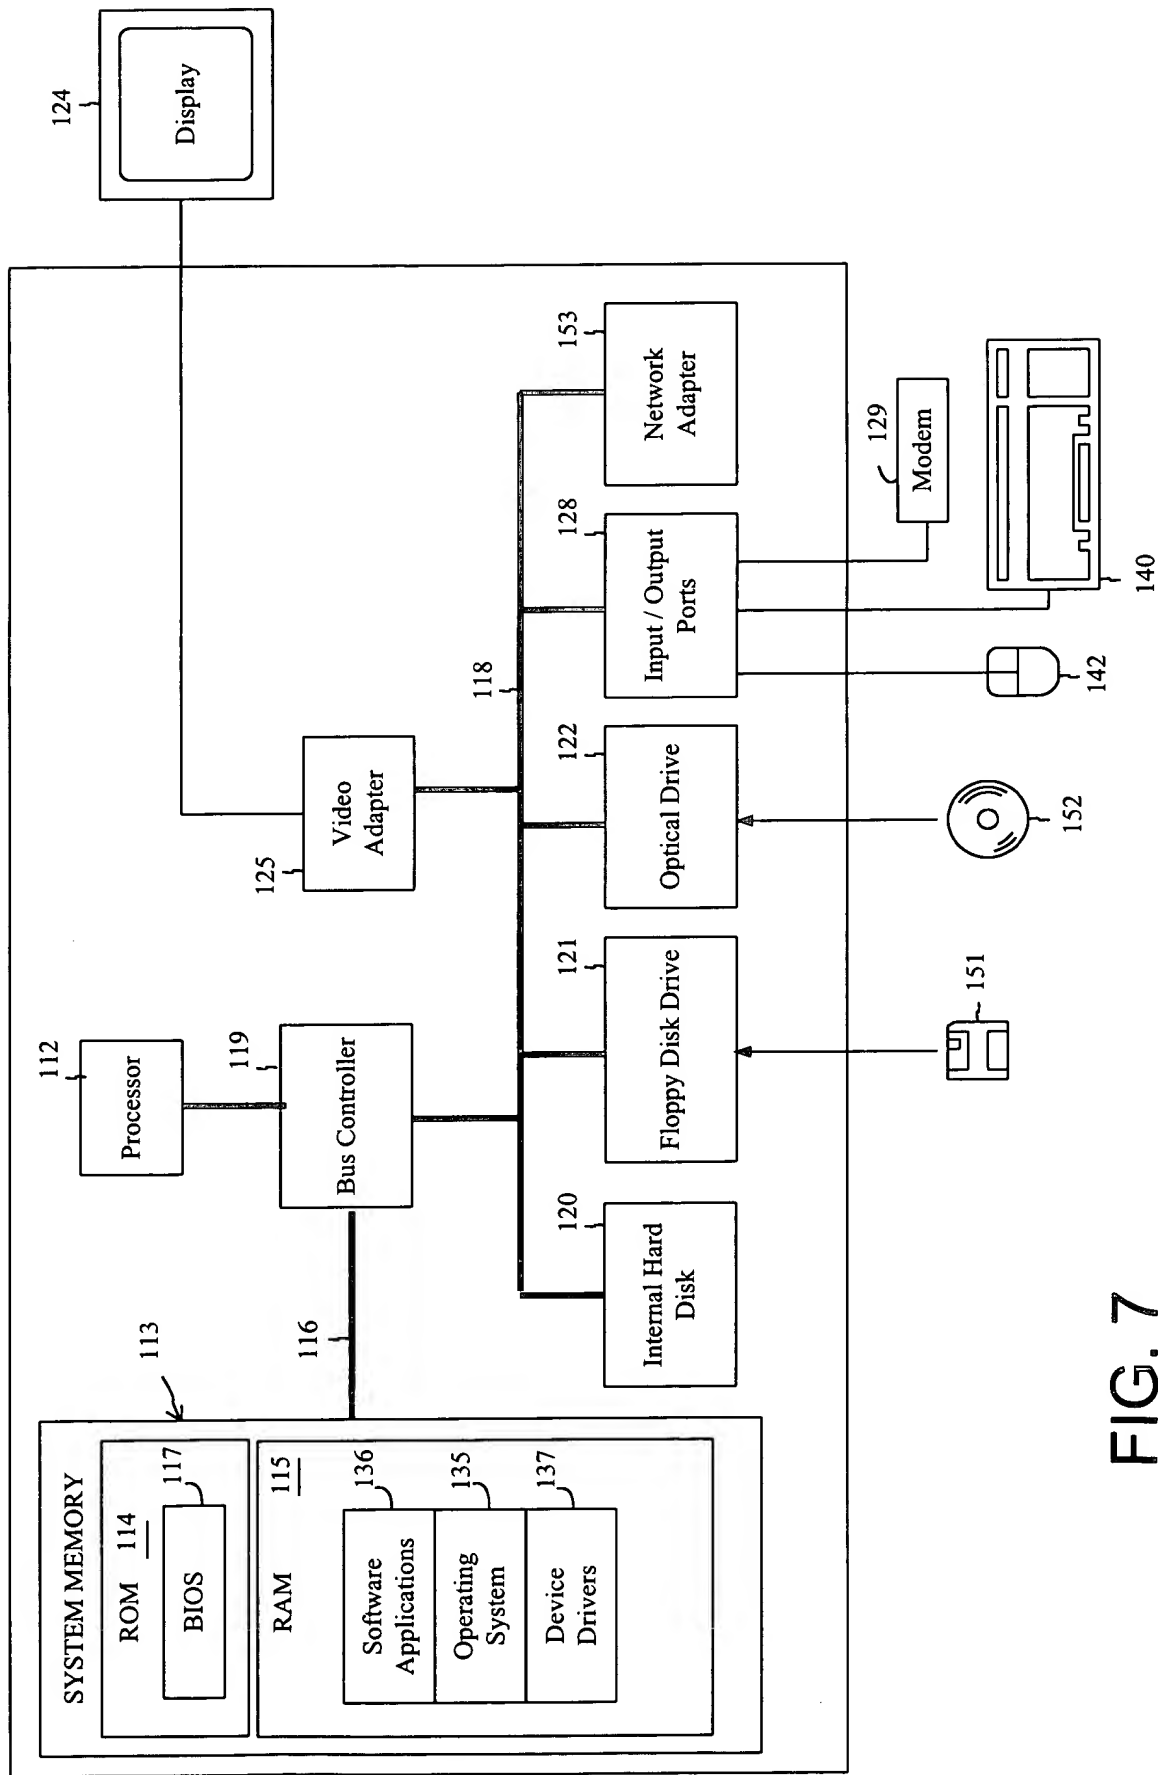 SYSTEM MEMORY
113
ROM
114
117
BIOS
RAM
115
136
Software
Applications
135
Operating
System
137
Device
Drivers
116
112
Processor
119
Bus Controller
125
Video
Adapter
124
Display
118
120
Internal Hard
Disk
121
Floppy Disk Drive
122
Optical Drive
128
Input / Output
Ports
153
Network
Adapter
151
152
142
140
129
Modem
FIG. 7